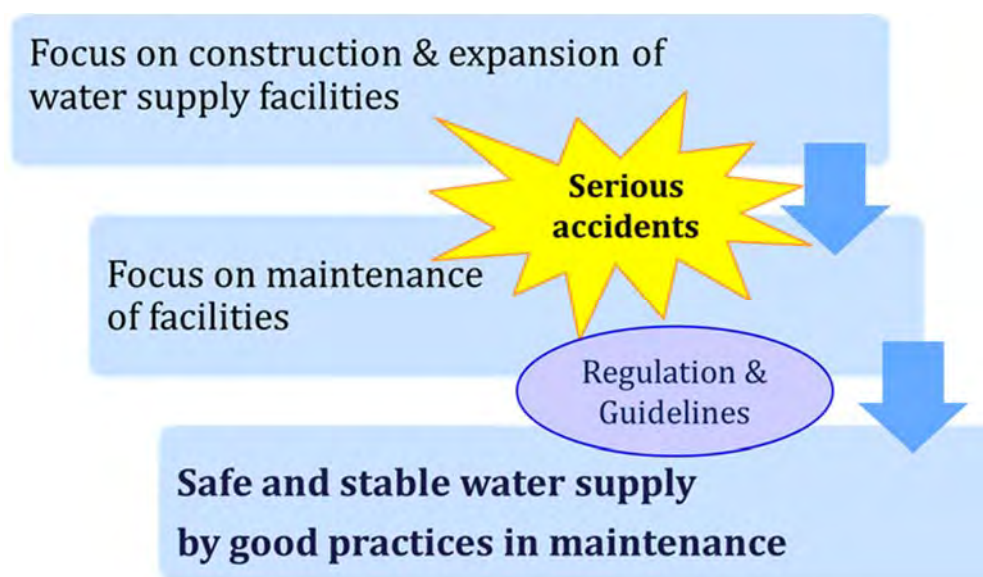 Focus on construction & expansion of
water supply facilities
Serious
accidents
Focus on maintenance
of facilities
Regulation &
Guidelines
Safe and stable water supply
by good practices in maintenance